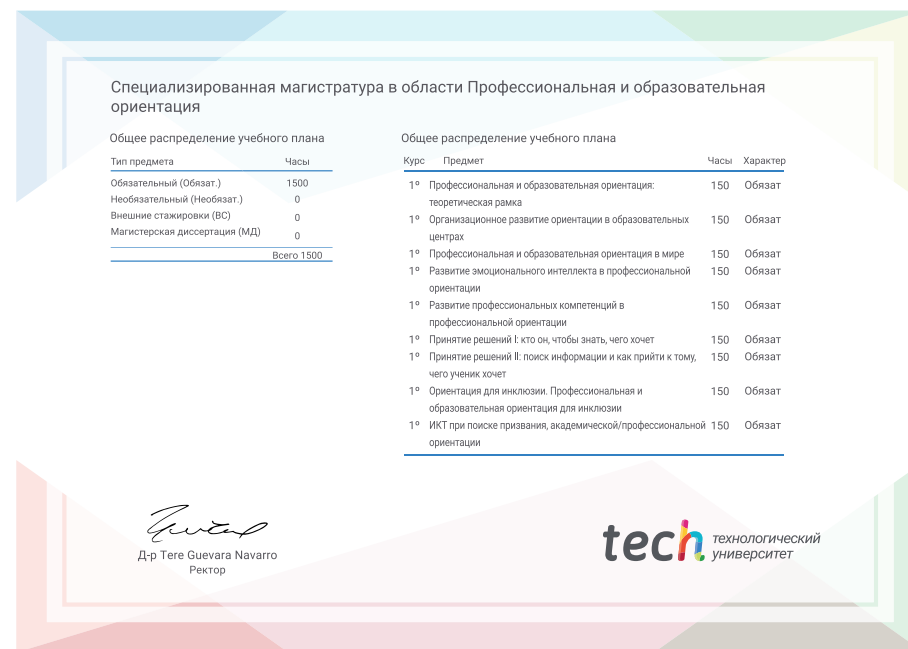 Специализированная магистратура в области Профессиональная и образовательная
ориентация
Общее распределение учебного плана
Тип предмета Часы
Обязательный (Обязат.) 1500
Необязательный (Необязат.) 0
Внешние стажировки (ВС) 0
Магистерская диссертация (МД) 0
Всего 1500
Общее распределение учебного плана
Курс Предмет Часы Характер
1º Профессиональная и образовательная ориентация: 150 Обязат
теоретическая рамка
1º Организационное развитие ориентации в образовательных 150 Обязат
центрах
1º Профессиональная и образовательная ориентация в мире 150 Обязат
1º Развитие эмоционального интеллекта в профессиональной 150 Обязат
ориентации
1º Развитие профессиональных компетенций в 150 Обязат
профессиональной ориентации
1º Принятие решений I: кто он, чтобы знать, чего хочет 150 Обязат
1º Принятие решений II: поиск информации и как прийти к тому, 150 Обязат
чего ученик хочет
1º Ориентация для инклюзии. Профессиональная и 150 Обязат
образовательная ориентация для инклюзии
1º ИКТ при поиске призвания, академической/профессиональной 150 Обязат
ориентации
Д-р Tere Guevara Navarro
Ректор
tech технологический
университет